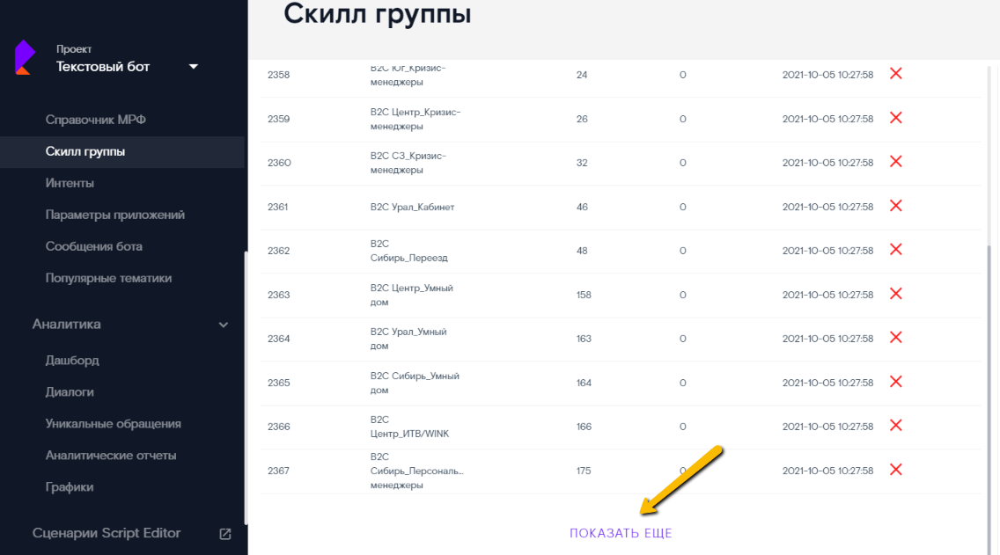 Скилл группы
Проект
Текстовый бот
Справочник МРФ
Скилл группы
Интенты
Параметры приложений
Сообщения бота
Популярные тематики
Аналитика
Дашборд
Диалоги
Уникальные обращения
Аналитические отчеты
Графики
Сценарии Script Editor
2358 B2C Юг_Кризис- 24 0 2021-10-05 10:27:58
менеджеры
2359 B2C Центр_Кризис- 26 0 2021-10-05 10:27:58
менеджеры
2360 B2C СЗ_Кризис- 32 0 2021-10-05 10:27:58
менеджеры
2361 B2C Урал_Кабинет 46 0 2021-10-05 10:27:58
2362 B2C 48 0 2021-10-05 10:27:58
Сибирь_Переезд
2363 B2C Центр_Умный 158 0 2021-10-05 10:27:58
дом
2364 B2C Урал_Умный 163 0 2021-10-05 10:27:58
дом
2365 B2C Сибирь_Умный 164 0 2021-10-05 10:27:58
дом
2366 B2C 166 0 2021-10-05 10:27:58
Центр_ИТВ/WINK
B2C
2367 Сибирь_Персональ... 175 0 2021-10-05 10:27:58
менеджеры
ПОКАЗАТЬ ЕЩЕ